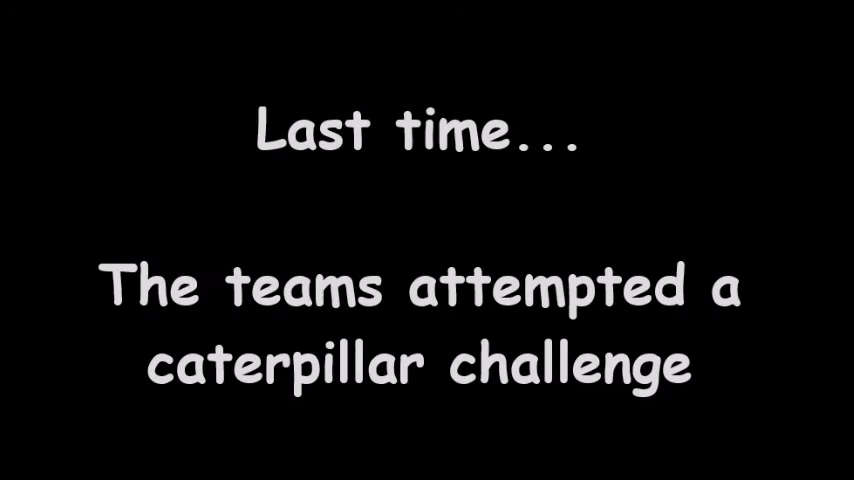 Last time...
The teams attempted a
caterpillar challenge